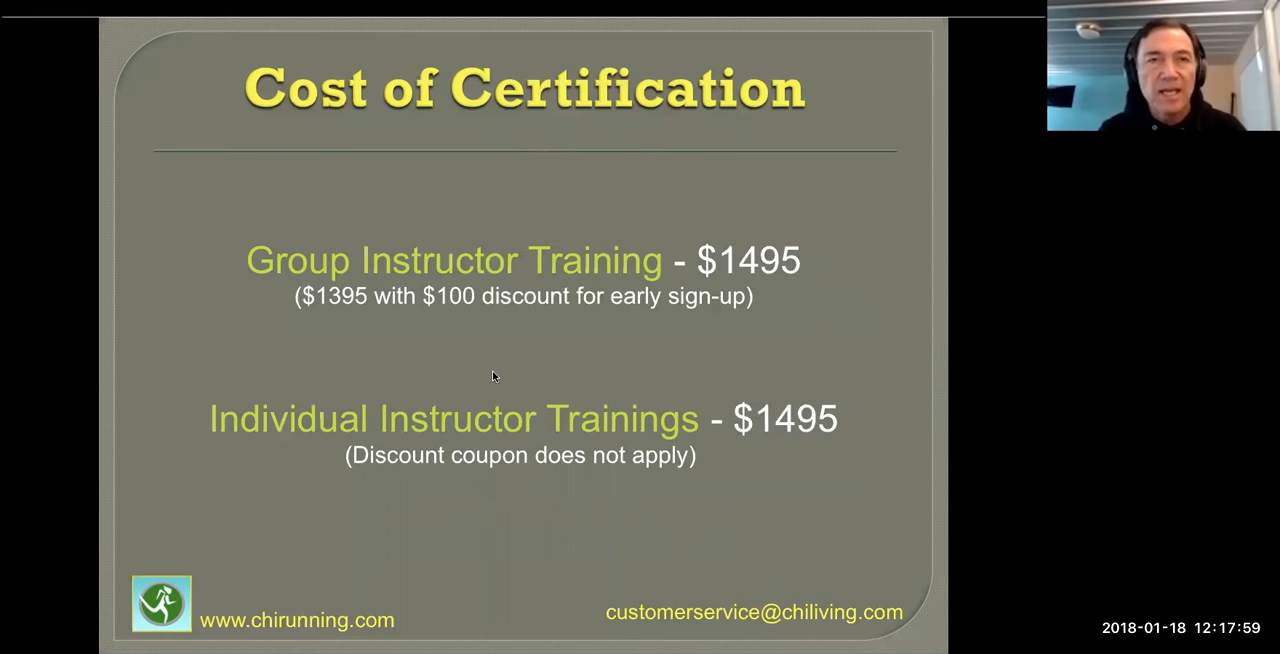 Cost of Certification
Group Instructor Training - $1495
($1395 with $100 discount for early sign-up)
Individual Instructor Trainings - $1495
(Discount coupon does not apply)
www.chirunning.com
customerservice@chiliving.com
2018-01-18 12:17:59